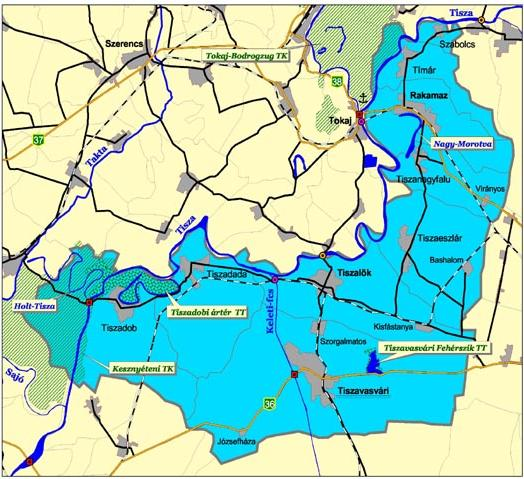 Tisza
Szabolcs
Szerencs
Tokaj-Bodrogzug TK
Timár
38
Rakamaz
Tokaj
37
Nagy-Morotva
Takta
Tiszanagyfalu
Virányos
Tisza
Tiszaeszlár
Bashalom
Tiszadada
Tiszalök
Holt-Tisza
Keleti-fcs
Tiszadobi ártér TT
Tiszadob
Kisfástanya
Szorgalmatos
Tiszavasvári Fehérszik TT
Kesznyéteni TK
Sajó
Tiszavasvári
36
Józsefháza